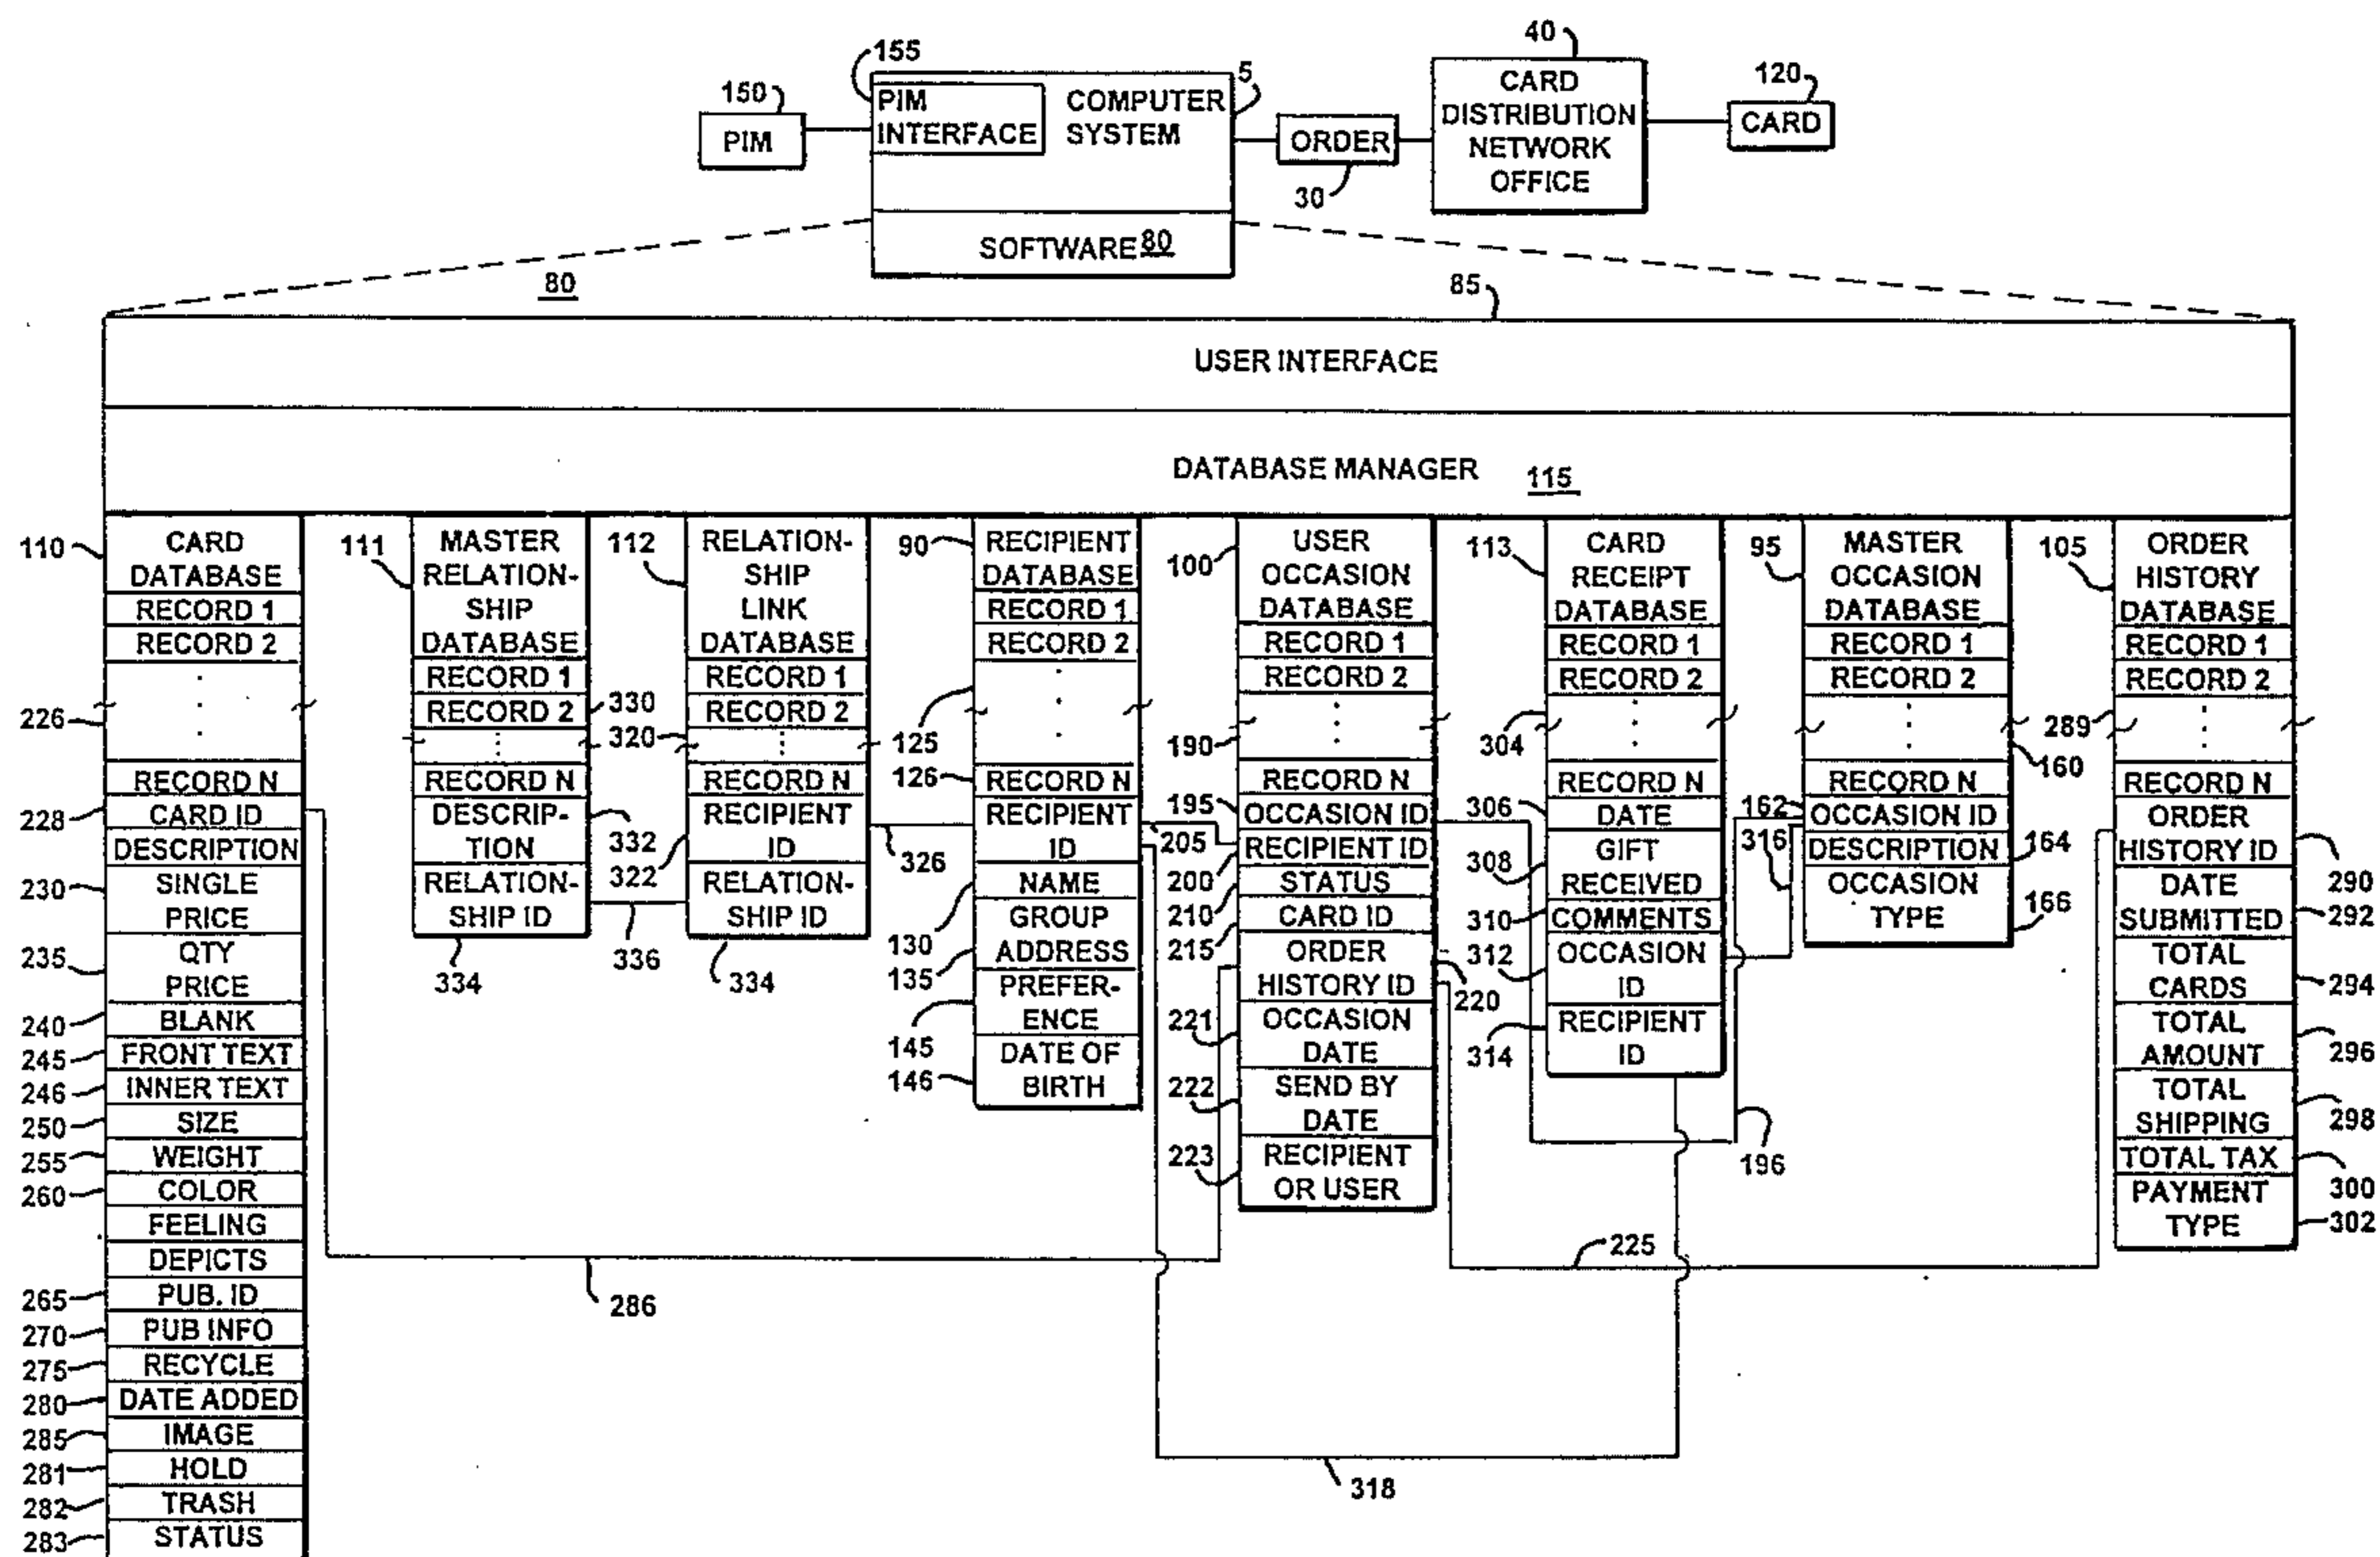 155
40
150
5
120
PIM
INTERFACE
COMPUTER
SYSTEM
PIM
ORDER
30
CARD
DISTRIBUTION
NETWORK
OFFICE
CARD
SOFTWARE 80
80
85
USER INTERFACE
DATABASE MANAGER 115
110
CARD
DATABASE
RECORD 1
RECORD 2
226
RECORD N
228
CARD ID
DESCRIPTION
230
SINGLE
PRICE
235
QTY
PRICE
240
BLANK
245
FRONT TEXT
246
INNER TEXT
250
SIZE
255
WEIGHT
260
COLOR
FEELING
DEPICTS
265
PUB. ID
270
PUB INFO
275
RECYCLE
280
DATE ADDED
285
IMAGE
281
HOLD
282
TRASH
283
STATUS
111
MASTER
RELATION-
SHIP
DATABASE
RECORD 1
RECORD 2
330
RECORD N
DESCRIP-
TION
332
RELATION-
SHIP ID
334
336
112
RELATION-
SHIP
LINK
DATABASE
RECORD 1
RECORD 2
320
RECORD N
RECIPIENT
ID
322
326
RELATION-
SHIP ID
334
90
RECIPIENT
DATABASE
RECORD 1
RECORD 2
125
126
RECORD N
RECIPIENT
ID
205
130
NAME
135
GROUP
ADDRESS
145
PREFER-
ENCE
146
DATE OF
BIRTH
100
USER
OCCASION
DATABASE
RECORD 1
RECORD 2
190
RECORD N
195
OCCASION ID
200
RECIPIENT ID
210
STATUS
215
CARD ID
ORDER
HISTORY ID
220
221
OCCASION
DATE
222
SEND BY
DATE
223
RECIPIENT
OR USER
113
CARD
RECEIPT
DATABASE
RECORD 1
RECORD 2
304
RECORD N
306
DATE
308
GIFT
RECEIVED
310
COMMENTS
312
OCCASION
ID
314
RECIPIENT
ID
95
MASTER
OCCASION
DATABASE
RECORD 1
RECORD 2
160
RECORD N
162
OCCASION ID
316
DESCRIPTION
164
OCCASION
TYPE
166
196
105
ORDER
HISTORY
DATABASE
RECORD 1
RECORD 2
289
RECORD N
ORDER
HISTORY ID
290
DATE
SUBMITTED
292
TOTAL
CARDS
294
TOTAL
AMOUNT
296
TOTAL
SHIPPING
298
TOTAL TAX
300
PAYMENT
TYPE
302
225
286
318